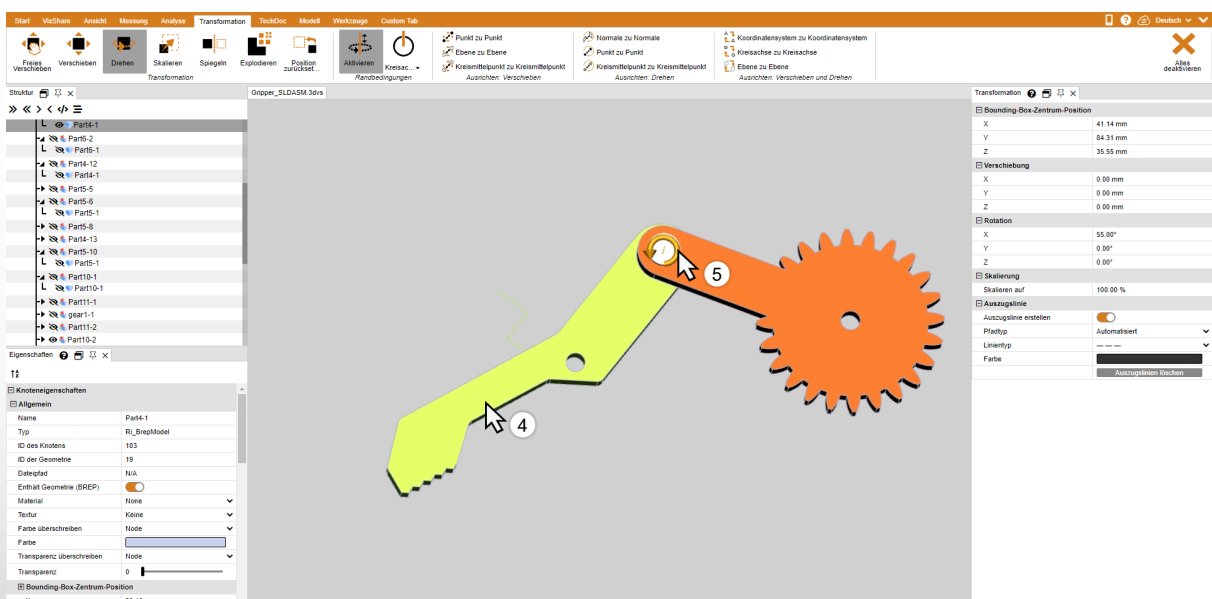 Start VisShare Ansicht Messung Analyse Transformation TechDoc Modell Werkzeuge Custom Tab
Deutsch
Freies Verschieben
Verschieben
Drehen
Skalieren
Spiegeln
Explodieren
Position zurückset...
Transformation
Aktivieren
Kreisac...
Randbedingungen
Punkt zu Punkt
Ebene zu Ebene
Kreismittelpunkt zu Kreismittelpunkt
Ausrichten: Verschieben
Normale zu Normale
Punkt zu Punkt
Kreismittelpunkt zu Kreismittelpunkt
Ausrichten: Drehen
Koordinatensystem zu Koordinatensystem
Kreisachse zu Kreisachse
Ebene zu Ebene
Ausrichten: Verschieben und Drehen
Alles deaktivieren
Struktur
Part4-1
Part6-2
Part6-1
Part4-12
Part4-1
Part5-5
Part5-6
Part5-1
Part5-8
Part4-13
Part5-10
Part5-1
Part10-1
Part10-1
Part11-1
gear1-1
Part11-2
Part10-2
Eigenschaften
Knoteneigenschaften
Allgemein
Name Part4-1
Typ Ri_BrepModel
ID des Knotens 103
ID der Geometrie 19
Dateipfad N/A
Enthält Geometrie (BREP)
Material None
Textur Keine
Farbe überschreiben Node
Farbe
Transparenz überschreiben Node
Transparenz 0
Bounding-Box-Zentrum-Position
Gripper_SLDASM.3dvs
5
4
Transformation
Bounding-Box-Zentrum-Position
X 41.14 mm
Y 84.31 mm
Z 35.55 mm
Verschiebung
X 0.00 mm
Y 0.00 mm
Z 0.00 mm
Rotation
X 55.00°
Y 0.00°
Z 0.00°
Skalierung
Skalieren auf 100.00 %
Auszugslinie
Auszugslinie erstellen
Pfadtyp Automatisiert
Linientyp
Farbe
Auszugslinien löschen